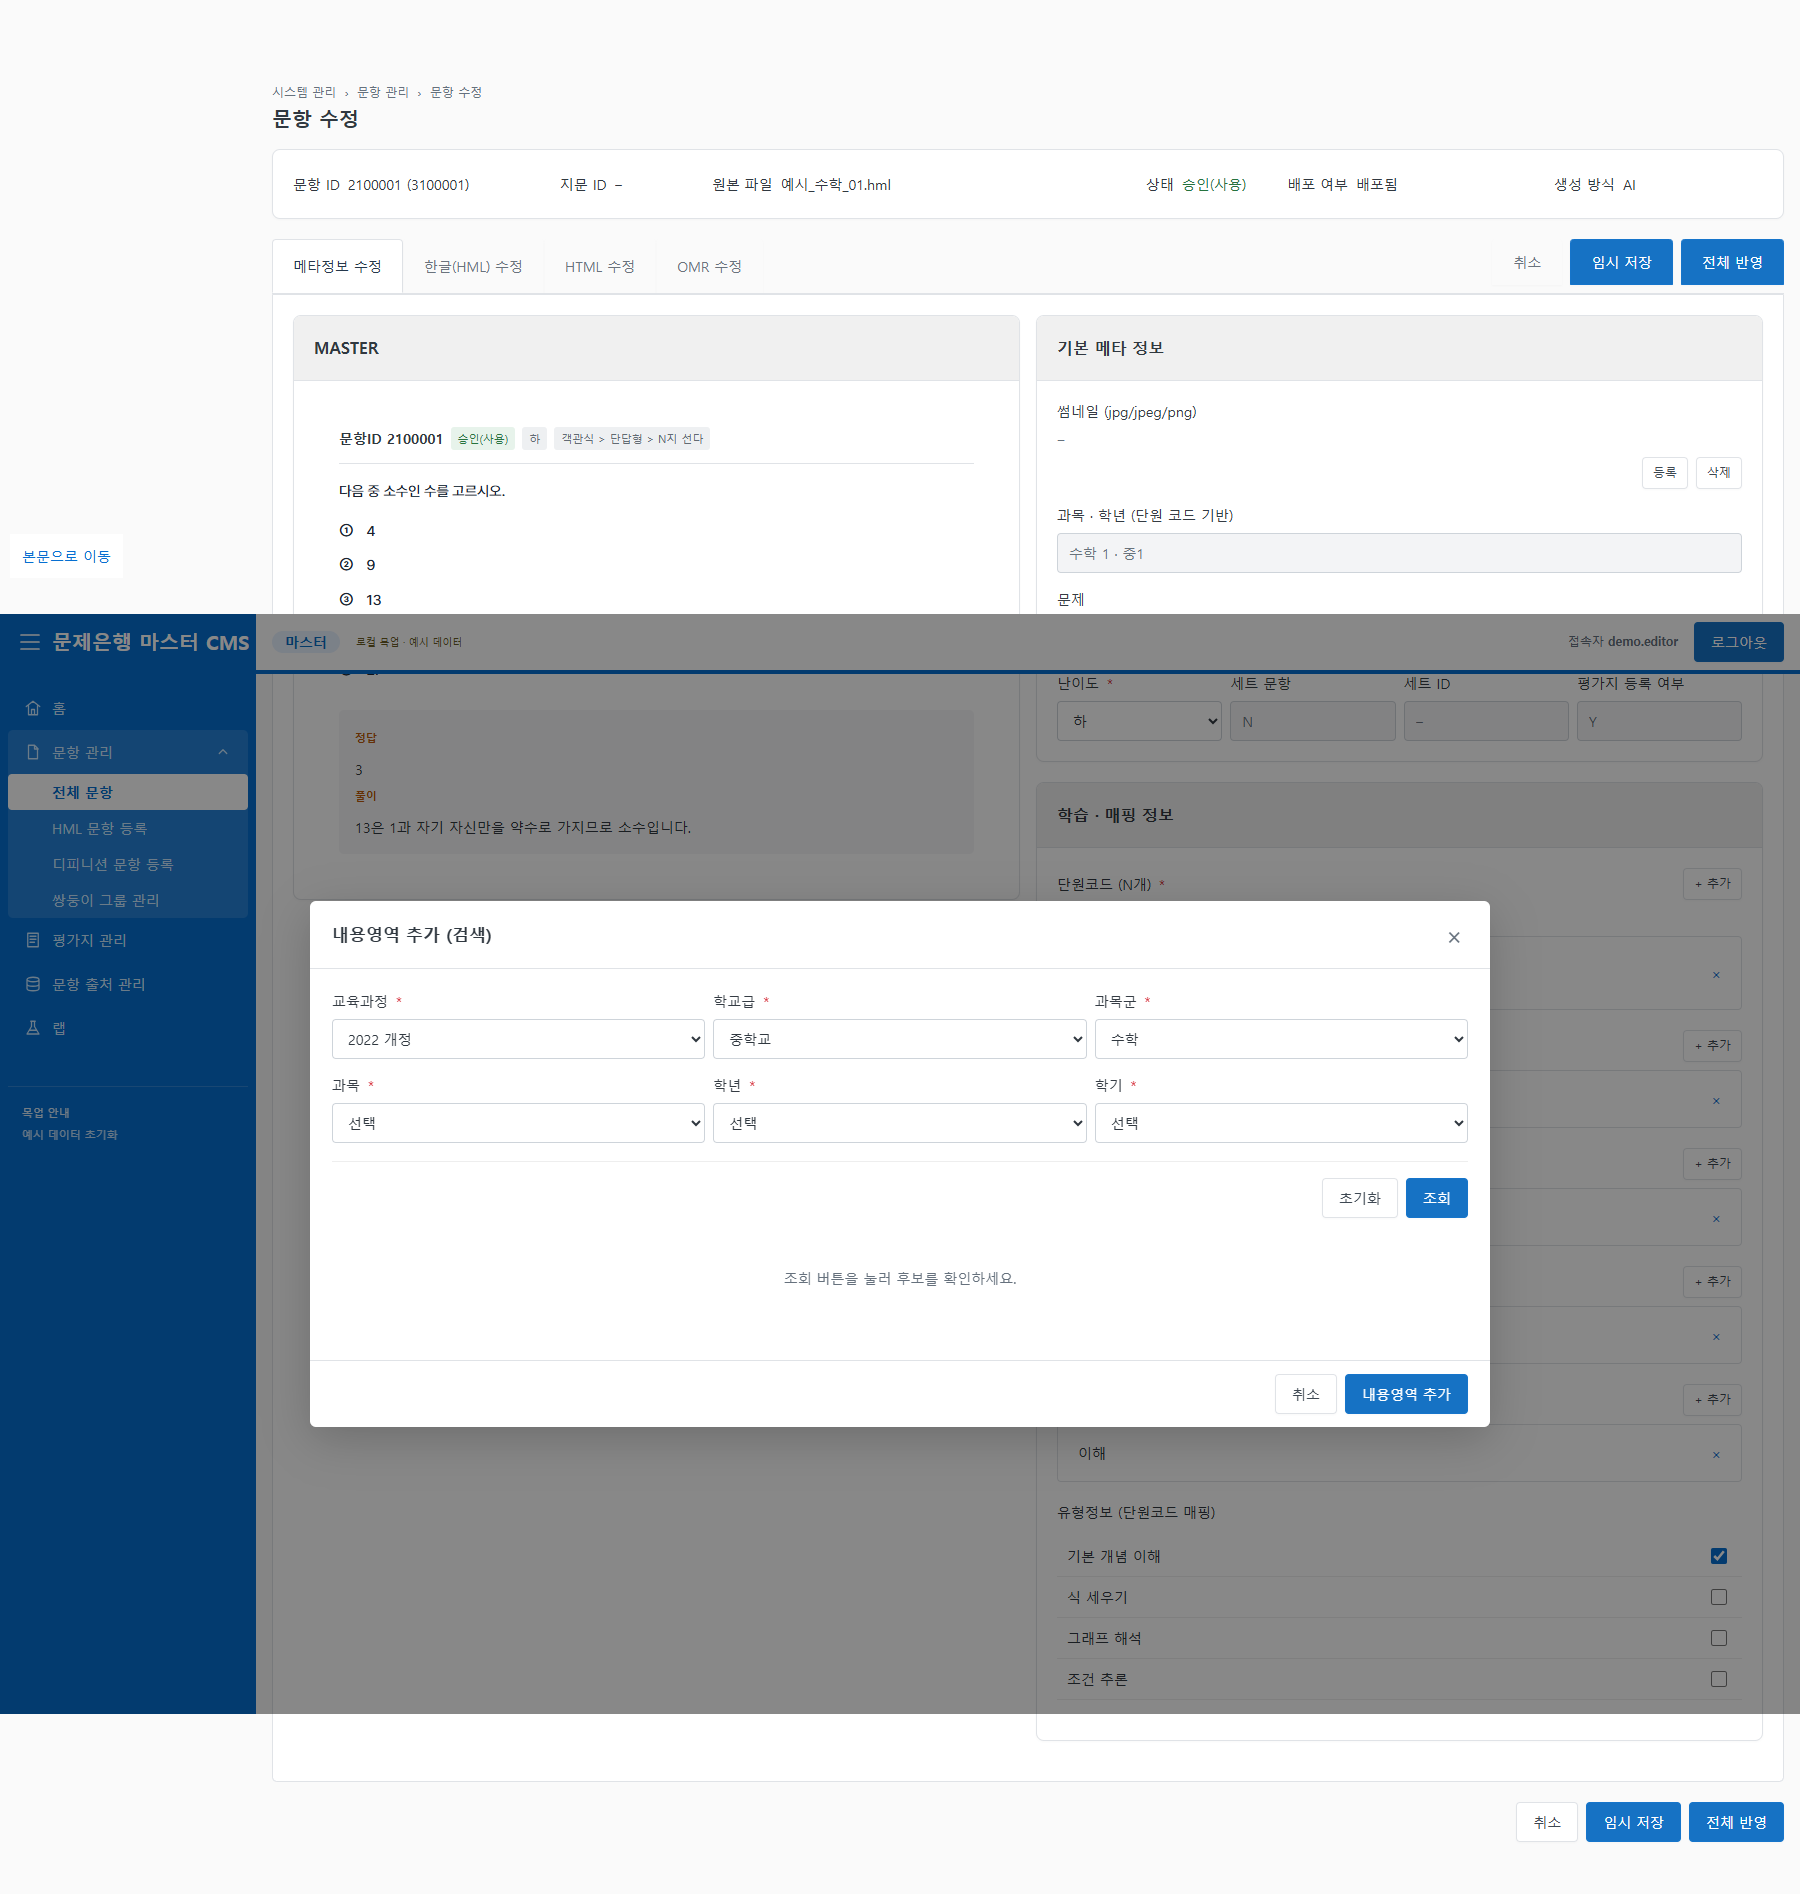 시스템 관리 › 문항 관리 › 문항 수정
문항 수정
문항 ID 2100001 (3100001) 지문 ID – 원본 파일 예시_수학_01.hml 상태 승인(사용) 배포 여부 배포됨 생성 방식 AI
메타정보 수정 한글(HML) 수정 HTML 수정 OMR 수정 취소 임시 저장 전체 반영
MASTER
문항ID 2100001 승인(사용) 하 객관식 > 단답형 > N지 선다
다음 중 소수인 수를 고르시오.
① 4
② 9
③ 13
기본 메타 정보
썸네일 (jpg/jpeg/png)
–
등록 삭제
과목 · 학년 (단원 코드 기반)
수학 1 · 중1
문제
본문으로 이동
문제은행 마스터 CMS
마스터 로컬 목업 · 예시 데이터 접속자 demo.editor 로그아웃
홈
문항 관리
전체 문항
HML 문항 등록
디피니션 문항 등록
쌍둥이 그룹 관리
평가지 관리
문항 출처 관리
랩
목업 안내
예시 데이터 초기화
정답
3
풀이
13은 1과 자기 자신만을 약수로 가지므로 소수입니다.
난이도 * 세트 문항 세트 ID 평가지 등록 여부
하 N – Y
학습 · 매핑 정보
단원코드 (N개) * + 추가
×
+ 추가
×
+ 추가
×
+ 추가
×
+ 추가
이해 ×
유형정보 (단원코드 매핑)
기본 개념 이해
식 세우기
그래프 해석
조건 추론
내용영역 추가 (검색) ×
교육과정 * 학교급 * 과목군 *
2022 개정 중학교 수학
과목 * 학년 * 학기 *
선택 선택 선택
초기화 조회
조회 버튼을 눌러 후보를 확인하세요.
취소 내용영역 추가
취소 임시 저장 전체 반영